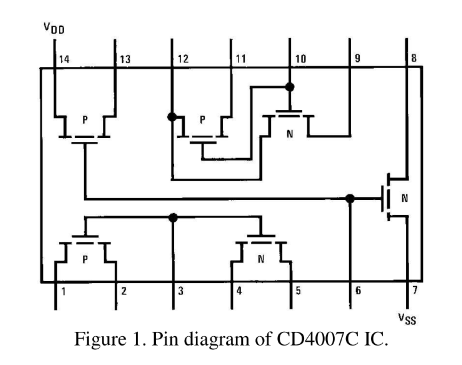 VDD
14 13 12 11 10 9 8
P P N
N
P N
1 2 3 4 5 6 7
VSS
Figure 1. Pin diagram of CD4007C IC.